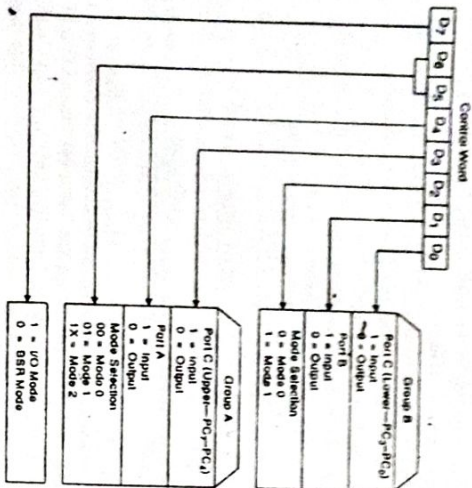 Control Word
D7 D6 D5 D4 D3 D2 D1 D0
Group B
Port C (Lower—PC3–PC0)
1 = Input
0 = Output
Port B
1 = Input
0 = Output
Mode Selection
0 = Mode 0
1 = Mode 1
Group A
Port C (Upper—PC7–PC4)
1 = Input
0 = Output
Port A
1 = Input
0 = Output
Mode Selection
00 = Mode 0
01 = Mode 1
1X = Mode 2
1 = I/O Mode
0 = BSR Mode